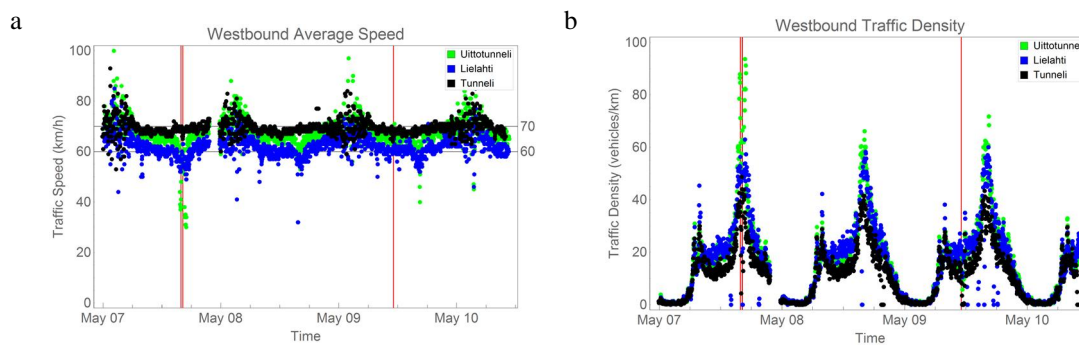 a
Westbound Average Speed
Uittotunneli
Lielahti
Tunneli
Traffic Speed (km/h)
100
80
60
40
20
0
70
60
May 07
May 08
May 09
May 10
Time
b
Westbound Traffic Density
Uittotunneli
Lielahti
Tunneli
Traffic Density (vehicles/km)
100
80
60
40
20
0
May 07
May 08
May 09
May 10
Time